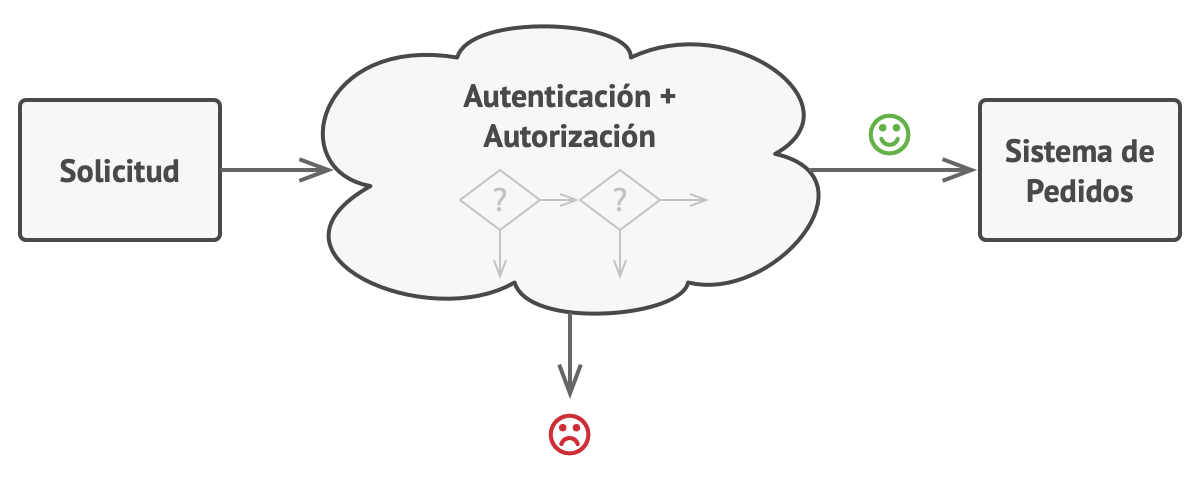 Solicitud
Autenticación +
Autorización
? ?
Sistema de
Pedidos